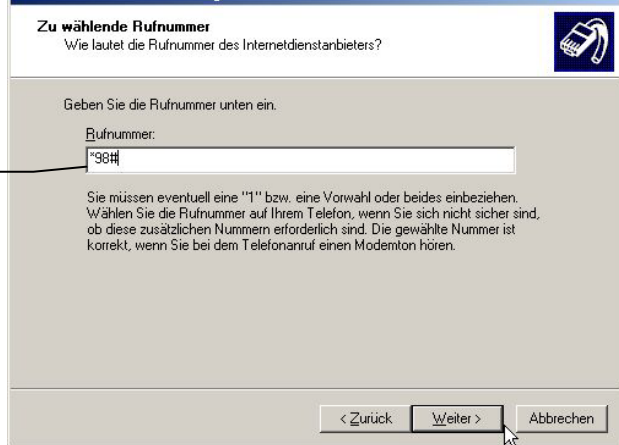 Zu wählende Rufnummer
Wie lautet die Rufnummer des Internetdienstanbieters?
Geben Sie die Rufnummer unten ein.
Rufnummer:
*98#
Sie müssen eventuell eine "1" bzw. eine Vorwahl oder beides einbeziehen.
Wählen Sie die Rufnummer auf Ihrem Telefon, wenn Sie sich nicht sicher sind,
ob diese zusätzlichen Nummern erforderlich sind. Die gewählte Nummer ist
korrekt, wenn Sie bei dem Telefonanruf einen Modemton hören.
< Zurück Weiter > Abbrechen